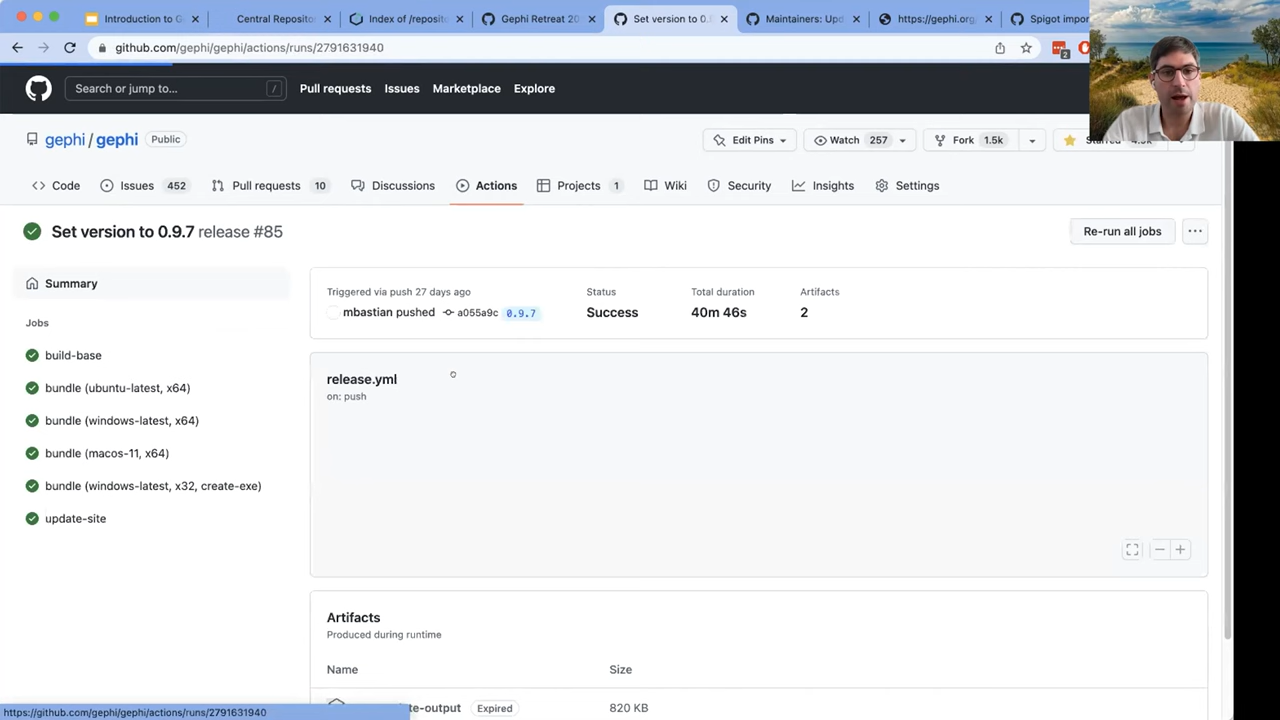 Introduction to G
Central Reposito
Index of /reposito
Gephi Retreat 20
Set version to 0.9
Maintainers: Upd
https://gephi.org
Spigot impor
github.com/gephi/gephi/actions/runs/2791631940
2
Search or jump to...
/
Pull requests
Issues
Marketplace
Explore
gephi / gephi
Public
Edit Pins
Watch 257
Fork 1.5k
Code
Issues 452
Pull requests 10
Discussions
Actions
Projects 1
Wiki
Security
Insights
Settings
Set version to 0.9.7 release #85
Re-run all jobs
Summary
Jobs
build-base
bundle (ubuntu-latest, x64)
bundle (windows-latest, x64)
bundle (macos-11, x64)
bundle (windows-latest, x32, create-exe)
update-site
Triggered via push 27 days ago
mbastian pushed a055a9c 0.9.7
Status
Success
Total duration
40m 46s
Artifacts
2
release.yml
on: push
Artifacts
Produced during runtime
Name
Size
te-output
Expired
820 KB
https://github.com/gephi/gephi/actions/runs/2791631940